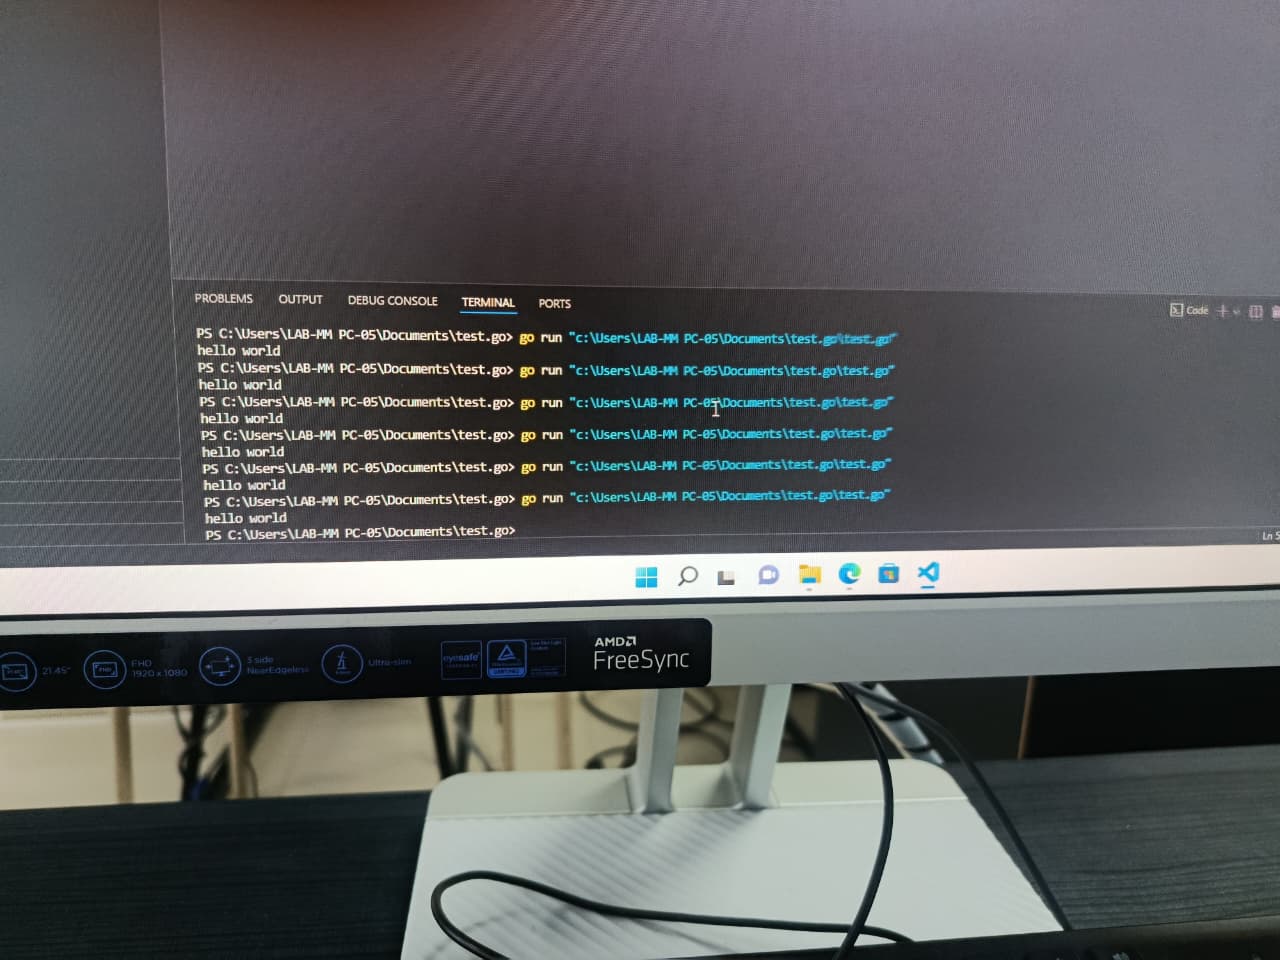 PROBLEMS OUTPUT DEBUG CONSOLE TERMINAL PORTS
Code
PS C:\Users\LAB-MM PC-05\Documents\test.go> go run "c:\Users\LAB-MM PC-05\Documents\test.go\test.go"
hello world
PS C:\Users\LAB-MM PC-05\Documents\test.go> go run "c:\Users\LAB-MM PC-05\Documents\test.go\test.go"
hello world
PS C:\Users\LAB-MM PC-05\Documents\test.go> go run "c:\Users\LAB-MM PC-05\Documents\test.go\test.go"
hello world
PS C:\Users\LAB-MM PC-05\Documents\test.go> go run "c:\Users\LAB-MM PC-05\Documents\test.go\test.go"
hello world
PS C:\Users\LAB-MM PC-05\Documents\test.go> go run "c:\Users\LAB-MM PC-05\Documents\test.go\test.go"
hello world
PS C:\Users\LAB-MM PC-05\Documents\test.go> go run "c:\Users\LAB-MM PC-05\Documents\test.go\test.go"
hello world
PS C:\Users\LAB-MM PC-05\Documents\test.go>
Ln 5
21.45"
FHD
1920 x 1080
3 side
NearEdgeless
Ultra-slim
eyesafe
AMD
FreeSync